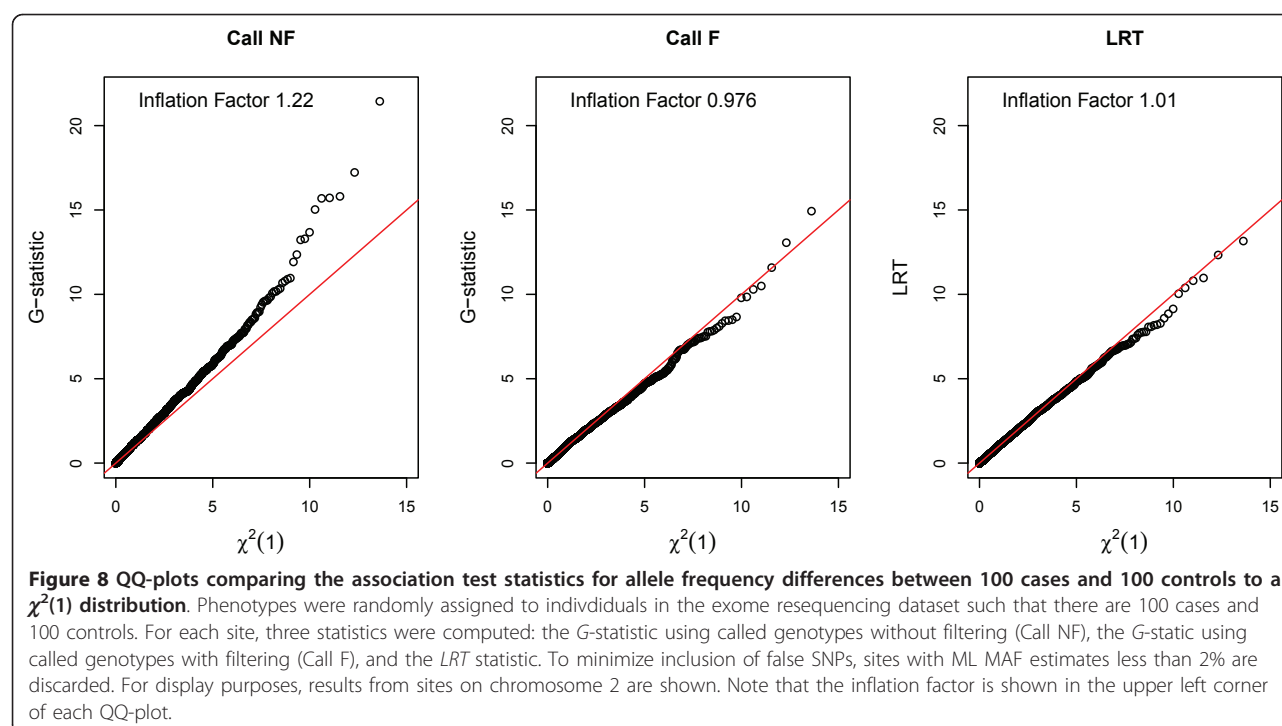 Call NF
Inflation Factor 1.22
G−statistic
0
5
10
15
20
0
5
10
15
χ²(1)
Call F
Inflation Factor 0.976
G−statistic
0
5
10
15
20
0
5
10
15
χ²(1)
LRT
Inflation Factor 1.01
LRT
0
5
10
15
20
0
5
10
15
χ²(1)
Figure 8 QQ-plots comparing the association test statistics for allele frequency differences between 100 cases and 100 controls to a
χ²(1) distribution. Phenotypes were randomly assigned to indivdiduals in the exome resequencing dataset such that there are 100 cases and
100 controls. For each site, three statistics were computed: the G-statistic using called genotypes without filtering (Call NF), the G-static using
called genotypes with filtering (Call F), and the LRT statistic. To minimize inclusion of false SNPs, sites with ML MAF estimates less than 2% are
discarded. For display purposes, results from sites on chromosome 2 are shown. Note that the inflation factor is shown in the upper left corner
of each QQ-plot.